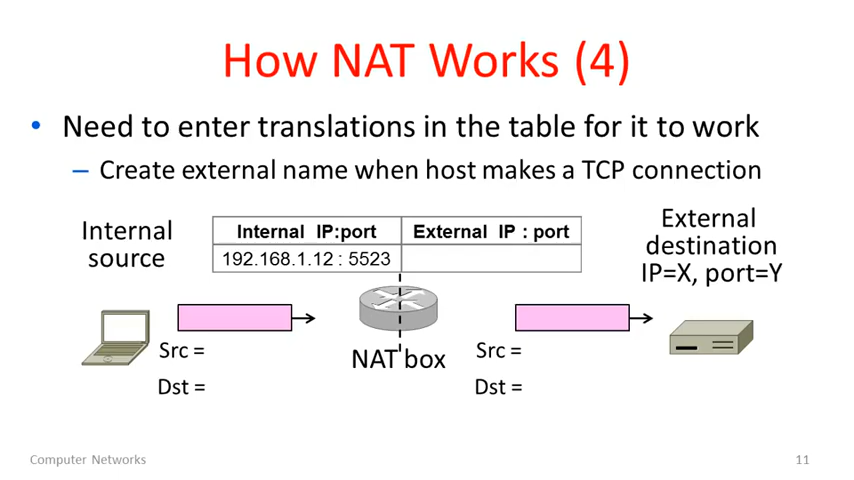 How NAT Works (4)
• Need to enter translations in the table for it to work
– Create external name when host makes a TCP connection
Internal source
Internal IP:port External IP : port
192.168.1.12 : 5523
External destination
IP=X, port=Y
Src =
Dst =
NAT box
Src =
Dst =
Computer Networks
11